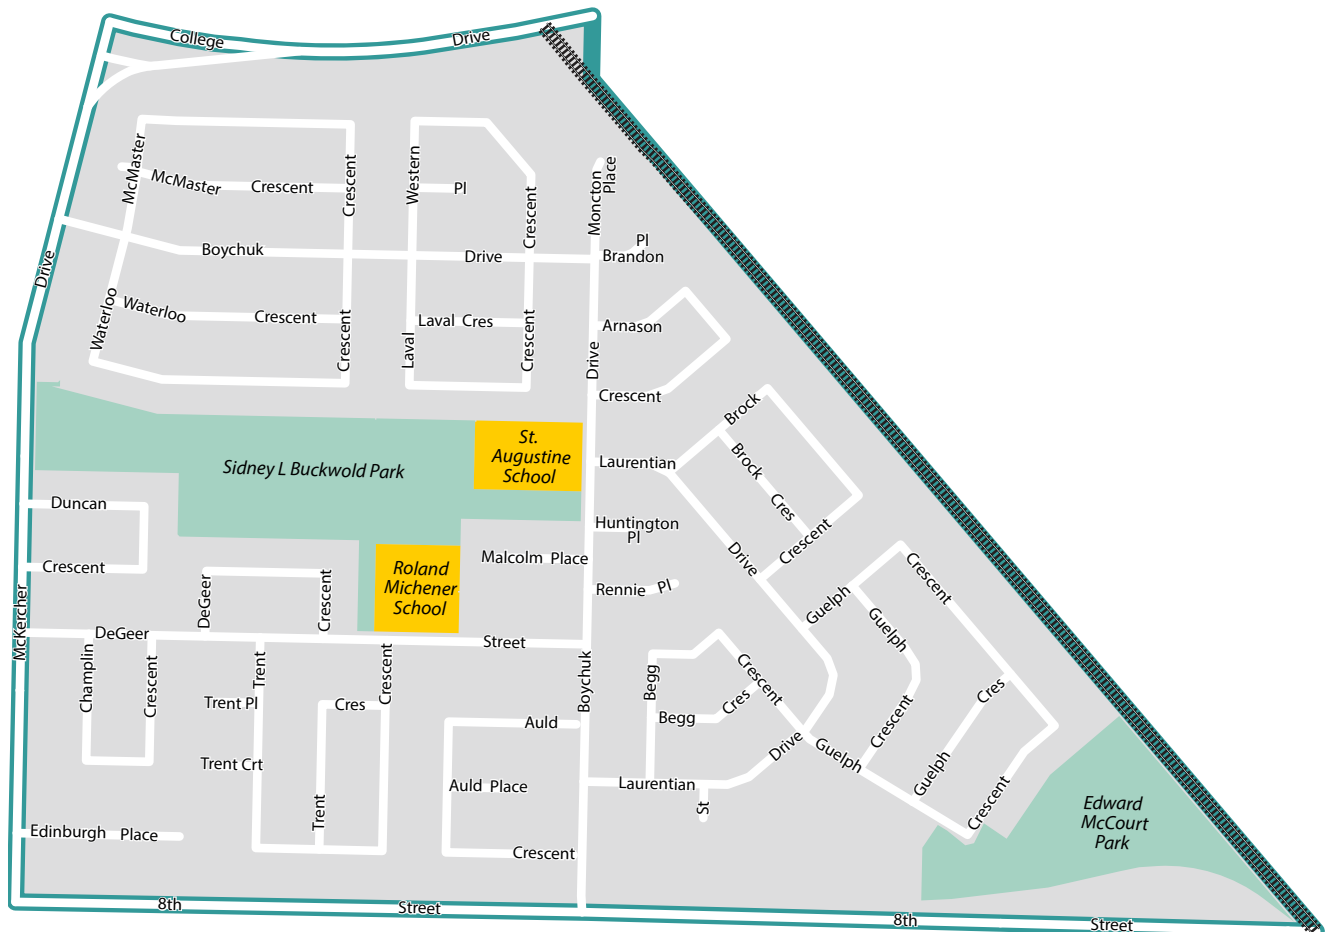 College Drive
McMaster
McMaster Crescent
Crescent
Western
Pl
Crescent
Moncton
Place
Boychuk Drive
Pl
Brandon
Drive
Waterloo
Waterloo Crescent
Crescent
Laval
Laval Cres
Crescent
Drive
Arnason
Crescent
Brock
Brock Cres
Crescent
St.
Augustine
School
Sidney L Buckwold Park
Laurentian
Drive
Huntington
Pl
Duncan
Crescent
Malcolm Place
Rennie Pl
Roland
Michener
School
DeGeer
Crescent
McKercher
DeGeer Street
Guelph
Crescent
Guelph
Crescent
Cres
Guelph
Champlin
Crescent
Trent
Trent Pl
Crescent
Cres
Trent Crt
Trent
Boychuk
Begg
Crescent
Begg Cres
Auld
Auld Place
Crescent
Laurentian Drive
St
Guelph
Crescent
Edinburgh Place
Edward
McCourt
Park
8th Street
8th Street